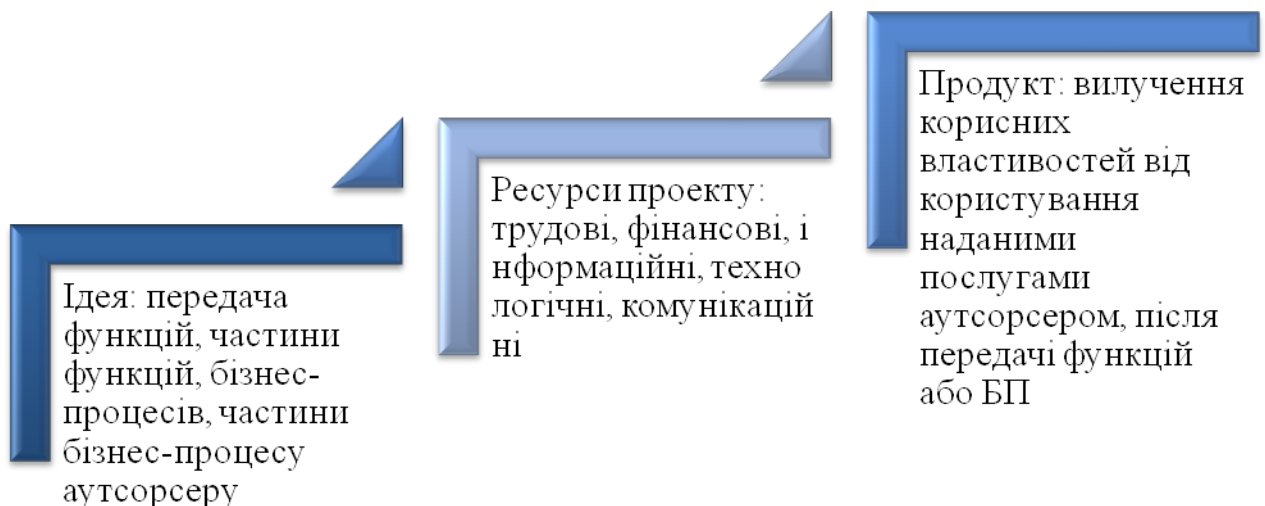 Ідея: передача
функцій, частини
функцій, бізнес-
процесів, частини
бізнес-процесу
аутсорсеру
Ресурси проекту:
трудові, фінансові, і
нформаційні, техно
логічні, комунікацій
ні
Продукт: вилучення
корисних
властивостей від
користування
наданими
послугами
аутсорсером, після
передачі функцій
або БП